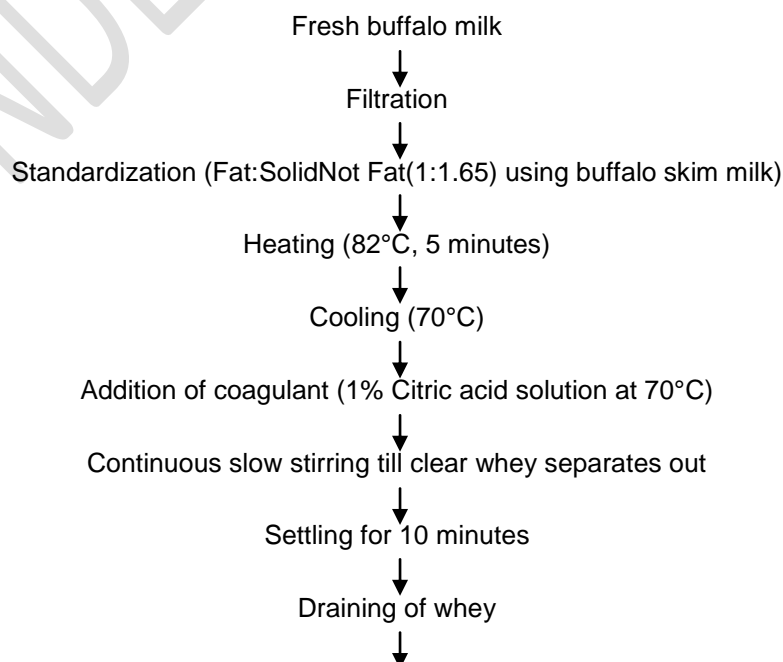 Fresh buffalo milk
Filtration
Standardization (Fat:SolidNot Fat(1:1.65) using buffalo skim milk)
Heating (82°C, 5 minutes)
Cooling (70°C)
Addition of coagulant (1% Citric acid solution at 70°C)
Continuous slow stirring till clear whey separates out
Settling for 10 minutes
Draining of whey